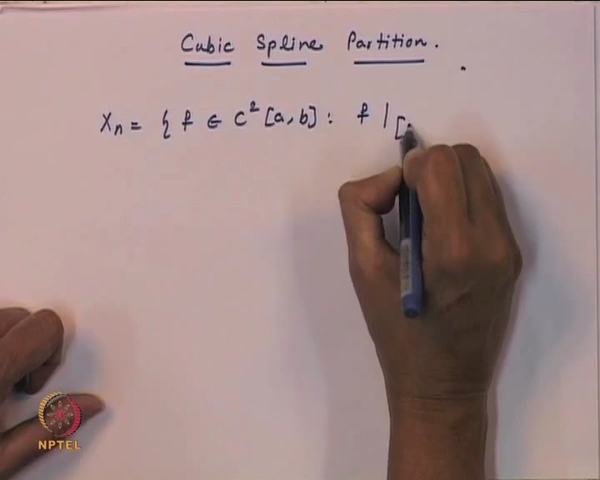 Cubic Spline Partition.
Xn = { f ∈ C² [a, b] : f | [
NPTEL